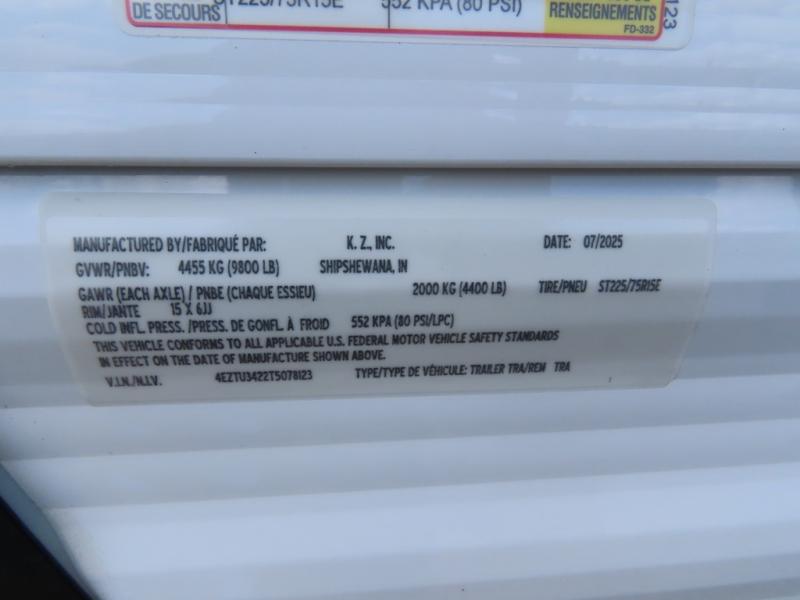 DE SECOURS ST225/75R15E 552 KPA (80 PSI)
RENSEIGNEMENTS
FD-332
123
MANUFACTURED BY/FABRIQUÉ PAR: K. Z., INC. DATE: 07/2025
GVWR/PNBV: 4455 KG (9800 LB) SHIPSHEWANA, IN
GAWR (EACH AXLE) / PNBE (CHAQUE ESSIEU) 2000 KG (4400 LB) TIRE/PNEU ST225/75R15E
RIM/JANTE 15 X 6JJ
COLD INFL. PRESS. /PRESS. DE GONFL. À FROID 552 KPA (80 PSI/LPC)
THIS VEHICLE CONFORMS TO ALL APPLICABLE U.S. FEDERAL MOTOR VEHICLE SAFETY STANDARDS
IN EFFECT ON THE DATE OF MANUFACTURE SHOWN ABOVE.
V.I.N./N.I.V. 4EZTU3422T5078123 TYPE/TYPE DE VÉHICULE: TRAILER TRA/REM TRA